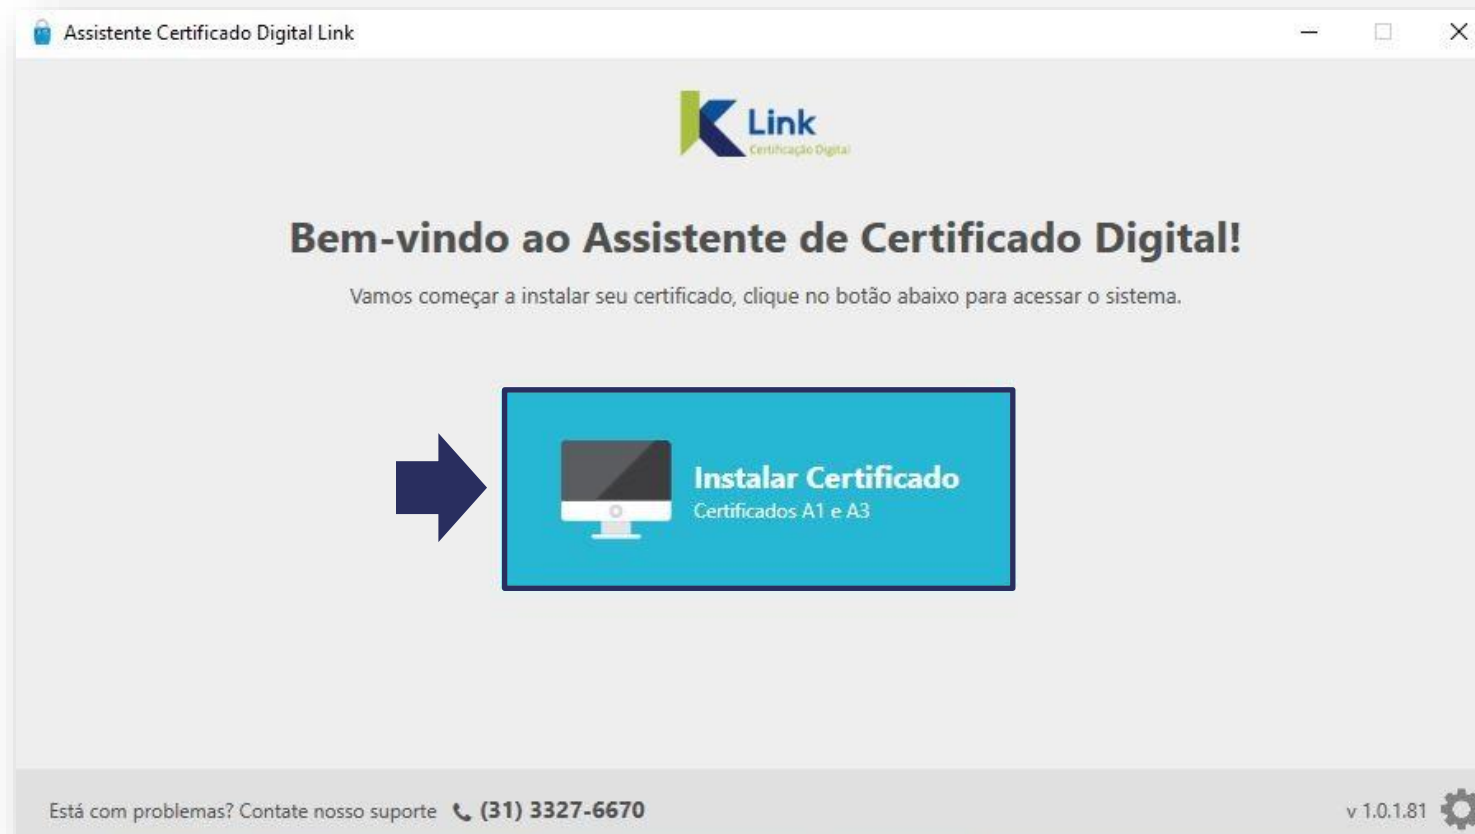 Assistente Certificado Digital Link
Link
Certificação Digital
Bem-vindo ao Assistente de Certificado Digital!
Vamos começar a instalar seu certificado, clique no botão abaixo para acessar o sistema.
Instalar Certificado
Certificados A1 e A3
Está com problemas? Contate nosso suporte (31) 3327-6670
v 1.0.1.81